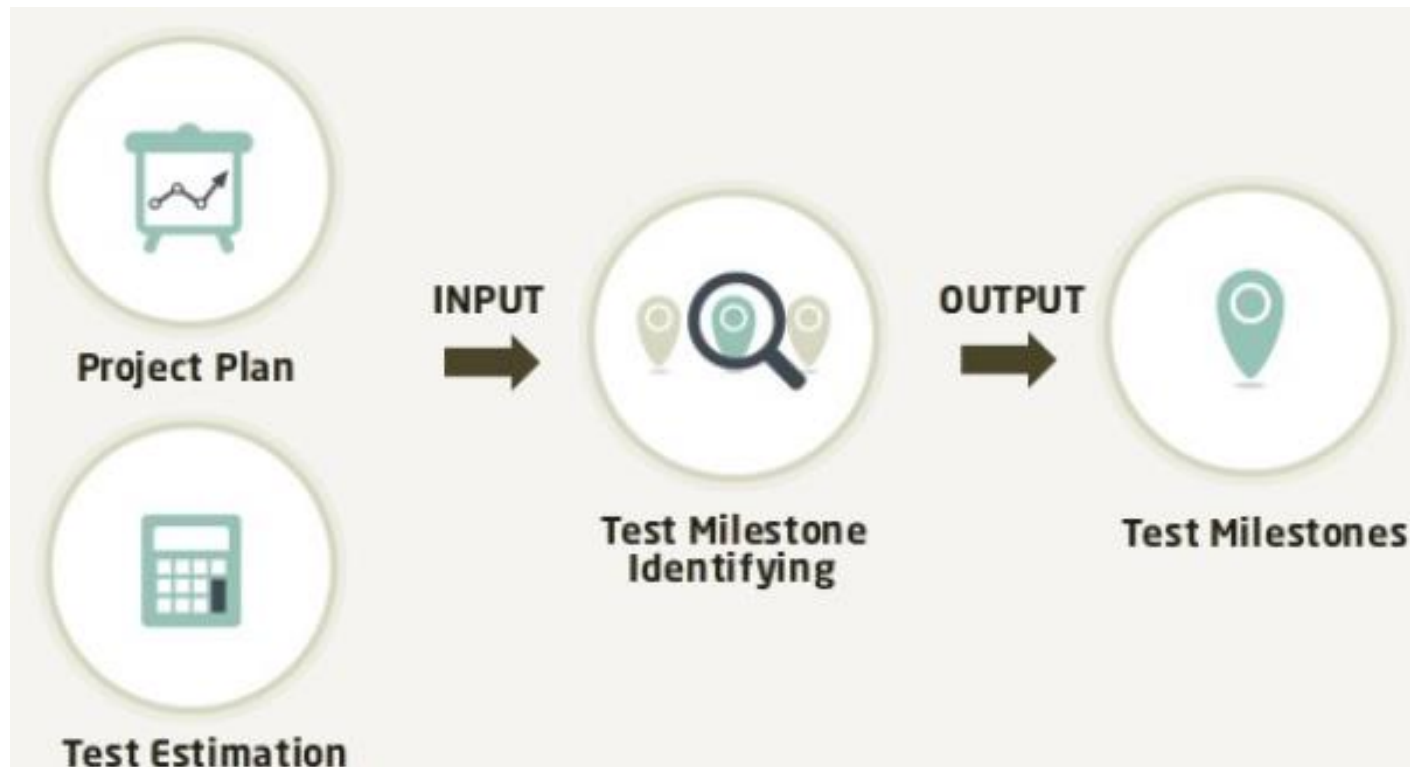 Project Plan
Test Estimation
INPUT
Test Milestone
Identifying
OUTPUT
Test Milestones